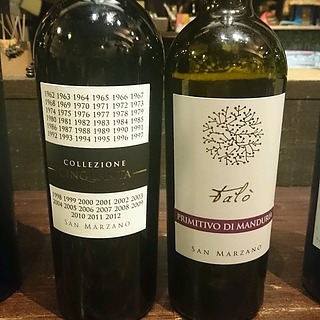 1962 1963 1964 1965 1966 1967
1968 1969 1970 1971 1972 1973
1974 1975 1976 1977 1978 1979
1980 1981 1982 1983 1984 1985
1986 1987 1988 1989 1990 1991
1992 1993 1994 1995 1996 1997
COLLEZIONE
CINQUANTA
1998 1999 2000 2001 2002 2003
2004 2005 2006 2007 2008 2009
2010 2011 2012
SAN MARZANO
Talò
PRIMITIVO DI MANDURIA
SAN MARZANO